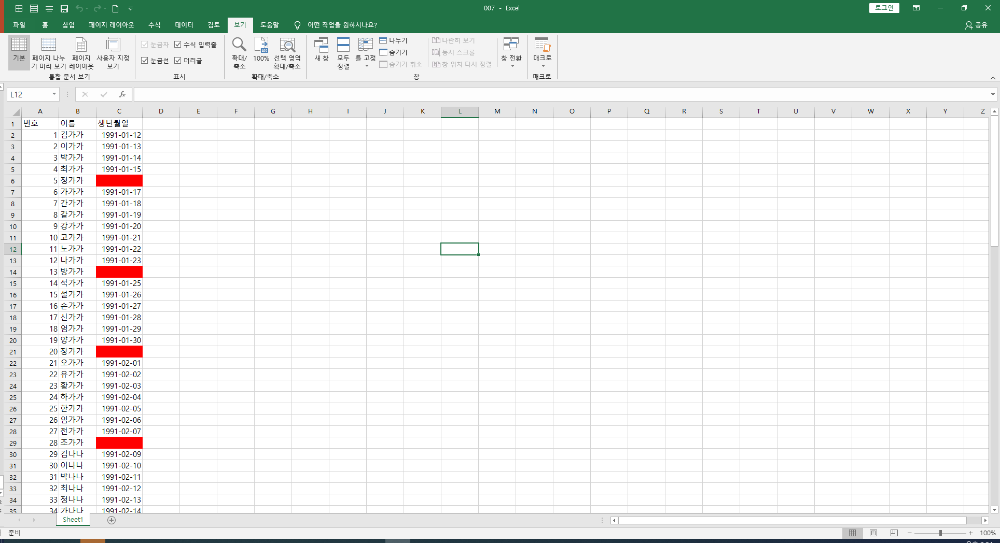 007 - Excel
로그인
파일 홈 삽입 페이지 레이아웃 수식 데이터 검토 보기 도움말 어떤 작업을 원하시나요? 공유
기본
페이지 나누기 미리 보기
페이지 레이아웃
사용자 지정 보기
통합 문서 보기
눈금자 수식 입력줄
눈금선 머리글
표시
확대/축소
100%
선택 영역 확대/축소
확대/축소
새 창
모두 정렬
틀 고정
나누기
숨기기
숨기기 취소
나란히 보기
동시 스크롤
창 위치 다시 정렬
창 전환
창
매크로
매크로
L12 fx
A B C D E F G H I J K L M N O P Q R S T U V W X Y Z
1 번호 이름 생년월일
2 1 김가가 1991-01-12
3 2 이가가 1991-01-13
4 3 박가가 1991-01-14
5 4 최가가 1991-01-15
6 5 정가가
7 6 가가가 1991-01-17
8 7 간가가 1991-01-18
9 8 갈가가 1991-01-19
10 9 강가가 1991-01-20
11 10 고가가 1991-01-21
12 11 노가가 1991-01-22
13 12 나가가 1991-01-23
14 13 방가가
15 14 석가가 1991-01-25
16 15 설가가 1991-01-26
17 16 손가가 1991-01-27
18 17 신가가 1991-01-28
19 18 엄가가 1991-01-29
20 19 양가가 1991-01-30
21 20 장가가
22 21 오가가 1991-02-01
23 22 유가가 1991-02-02
24 23 황가가 1991-02-03
25 24 하가가 1991-02-04
26 25 한가가 1991-02-05
27 26 임가가 1991-02-06
28 27 전가가 1991-02-07
29 28 조가가
30 29 김나나 1991-02-09
31 30 이나나 1991-02-10
32 31 박나나 1991-02-11
33 32 최나나 1991-02-12
34 33 정나나 1991-02-13
35 34 가나나 1991-02-14
Sheet1
준비 100%